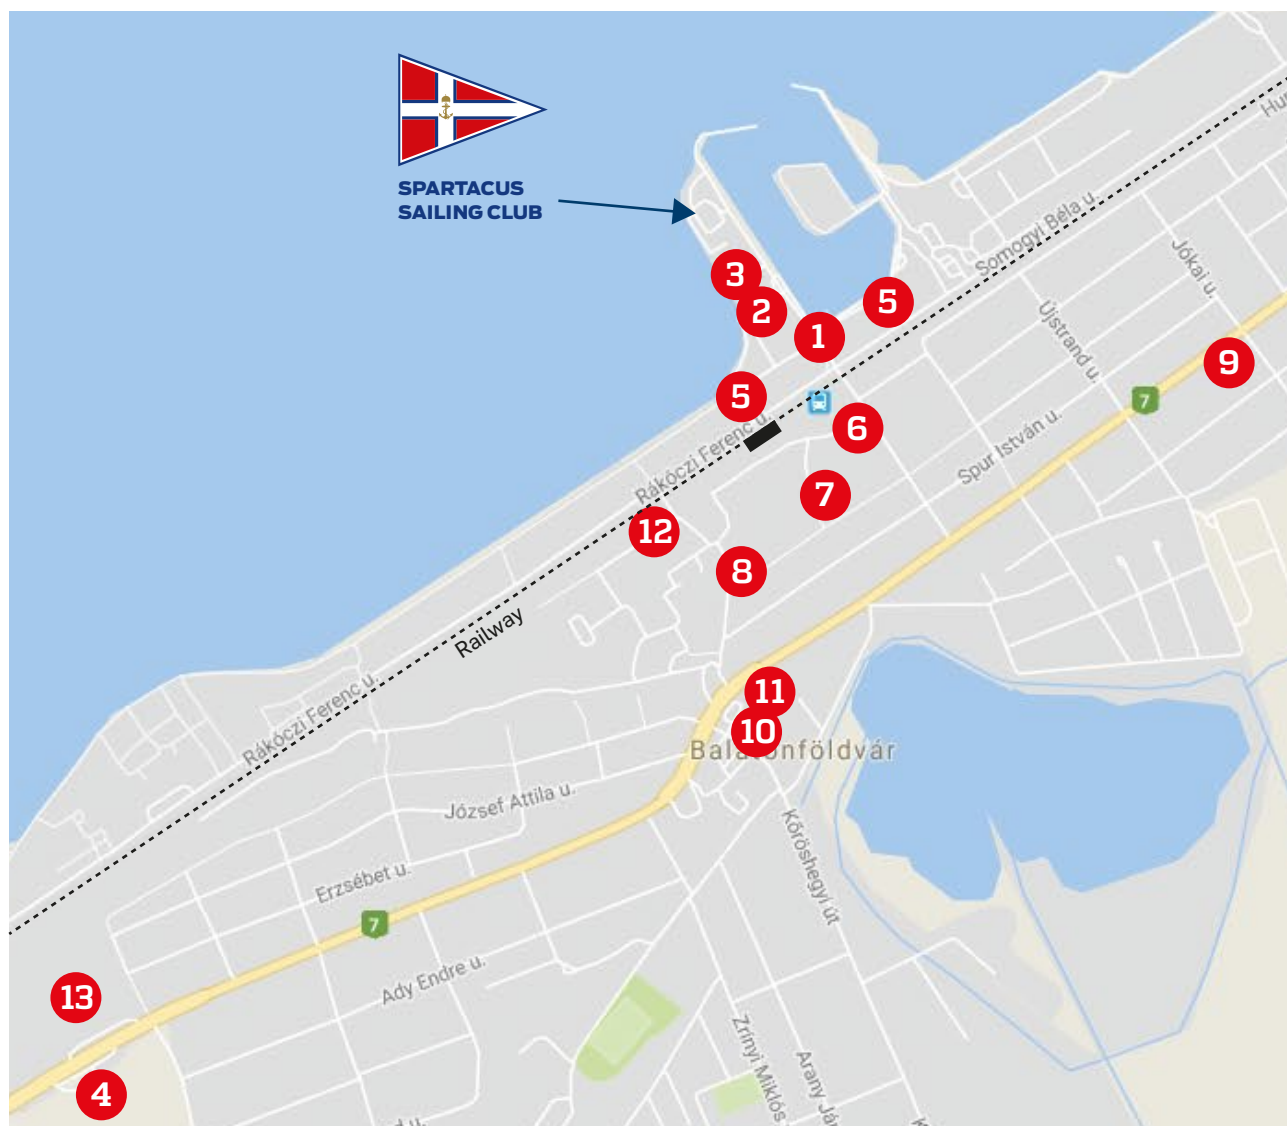 SPARTACUS
SAILING CLUB
Somogyi Béla u.
Jókai u.
Újstrand u.
3
2
5
1
9
7
5
6
Rákóczi Ferenc u.
Spur István u.
7
12
8
Railway
11
10
Balatonföldvár
Rákóczi Ferenc u.
József Attila u.
Kőröshegyi út
Erzsébet u.
7
Ady Endre u.
13
Zrínyi Miklós
4